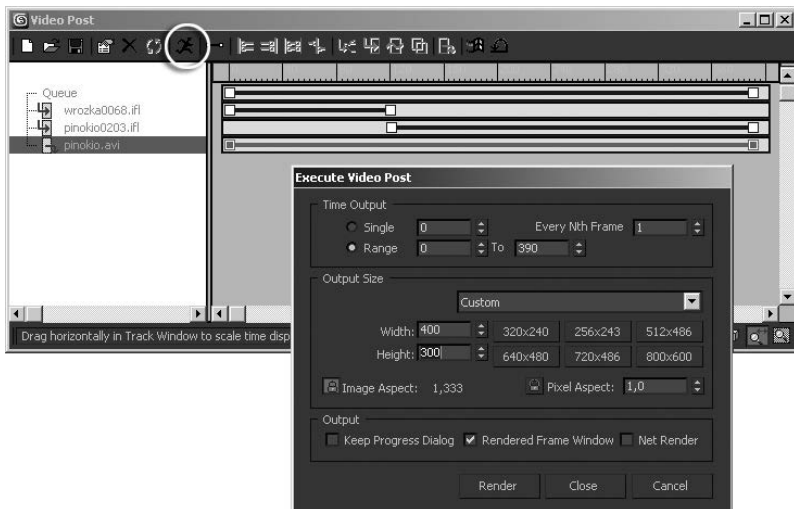 Video Post
Queue
wrozka0068.ifl
pinokio0203.ifl
pinokio.avi
Drag horizontally in Track Window to scale time disp
Execute Video Post
Time Output
Single 0 Every Nth Frame 1
Range 0 To 390
Output Size
Custom
Width: 400 320x240 256x243 512x486
Height: 300 640x480 720x486 800x600
Image Aspect: 1,333 Pixel Aspect: 1,0
Output
Keep Progress Dialog Rendered Frame Window Net Render
Render Close Cancel